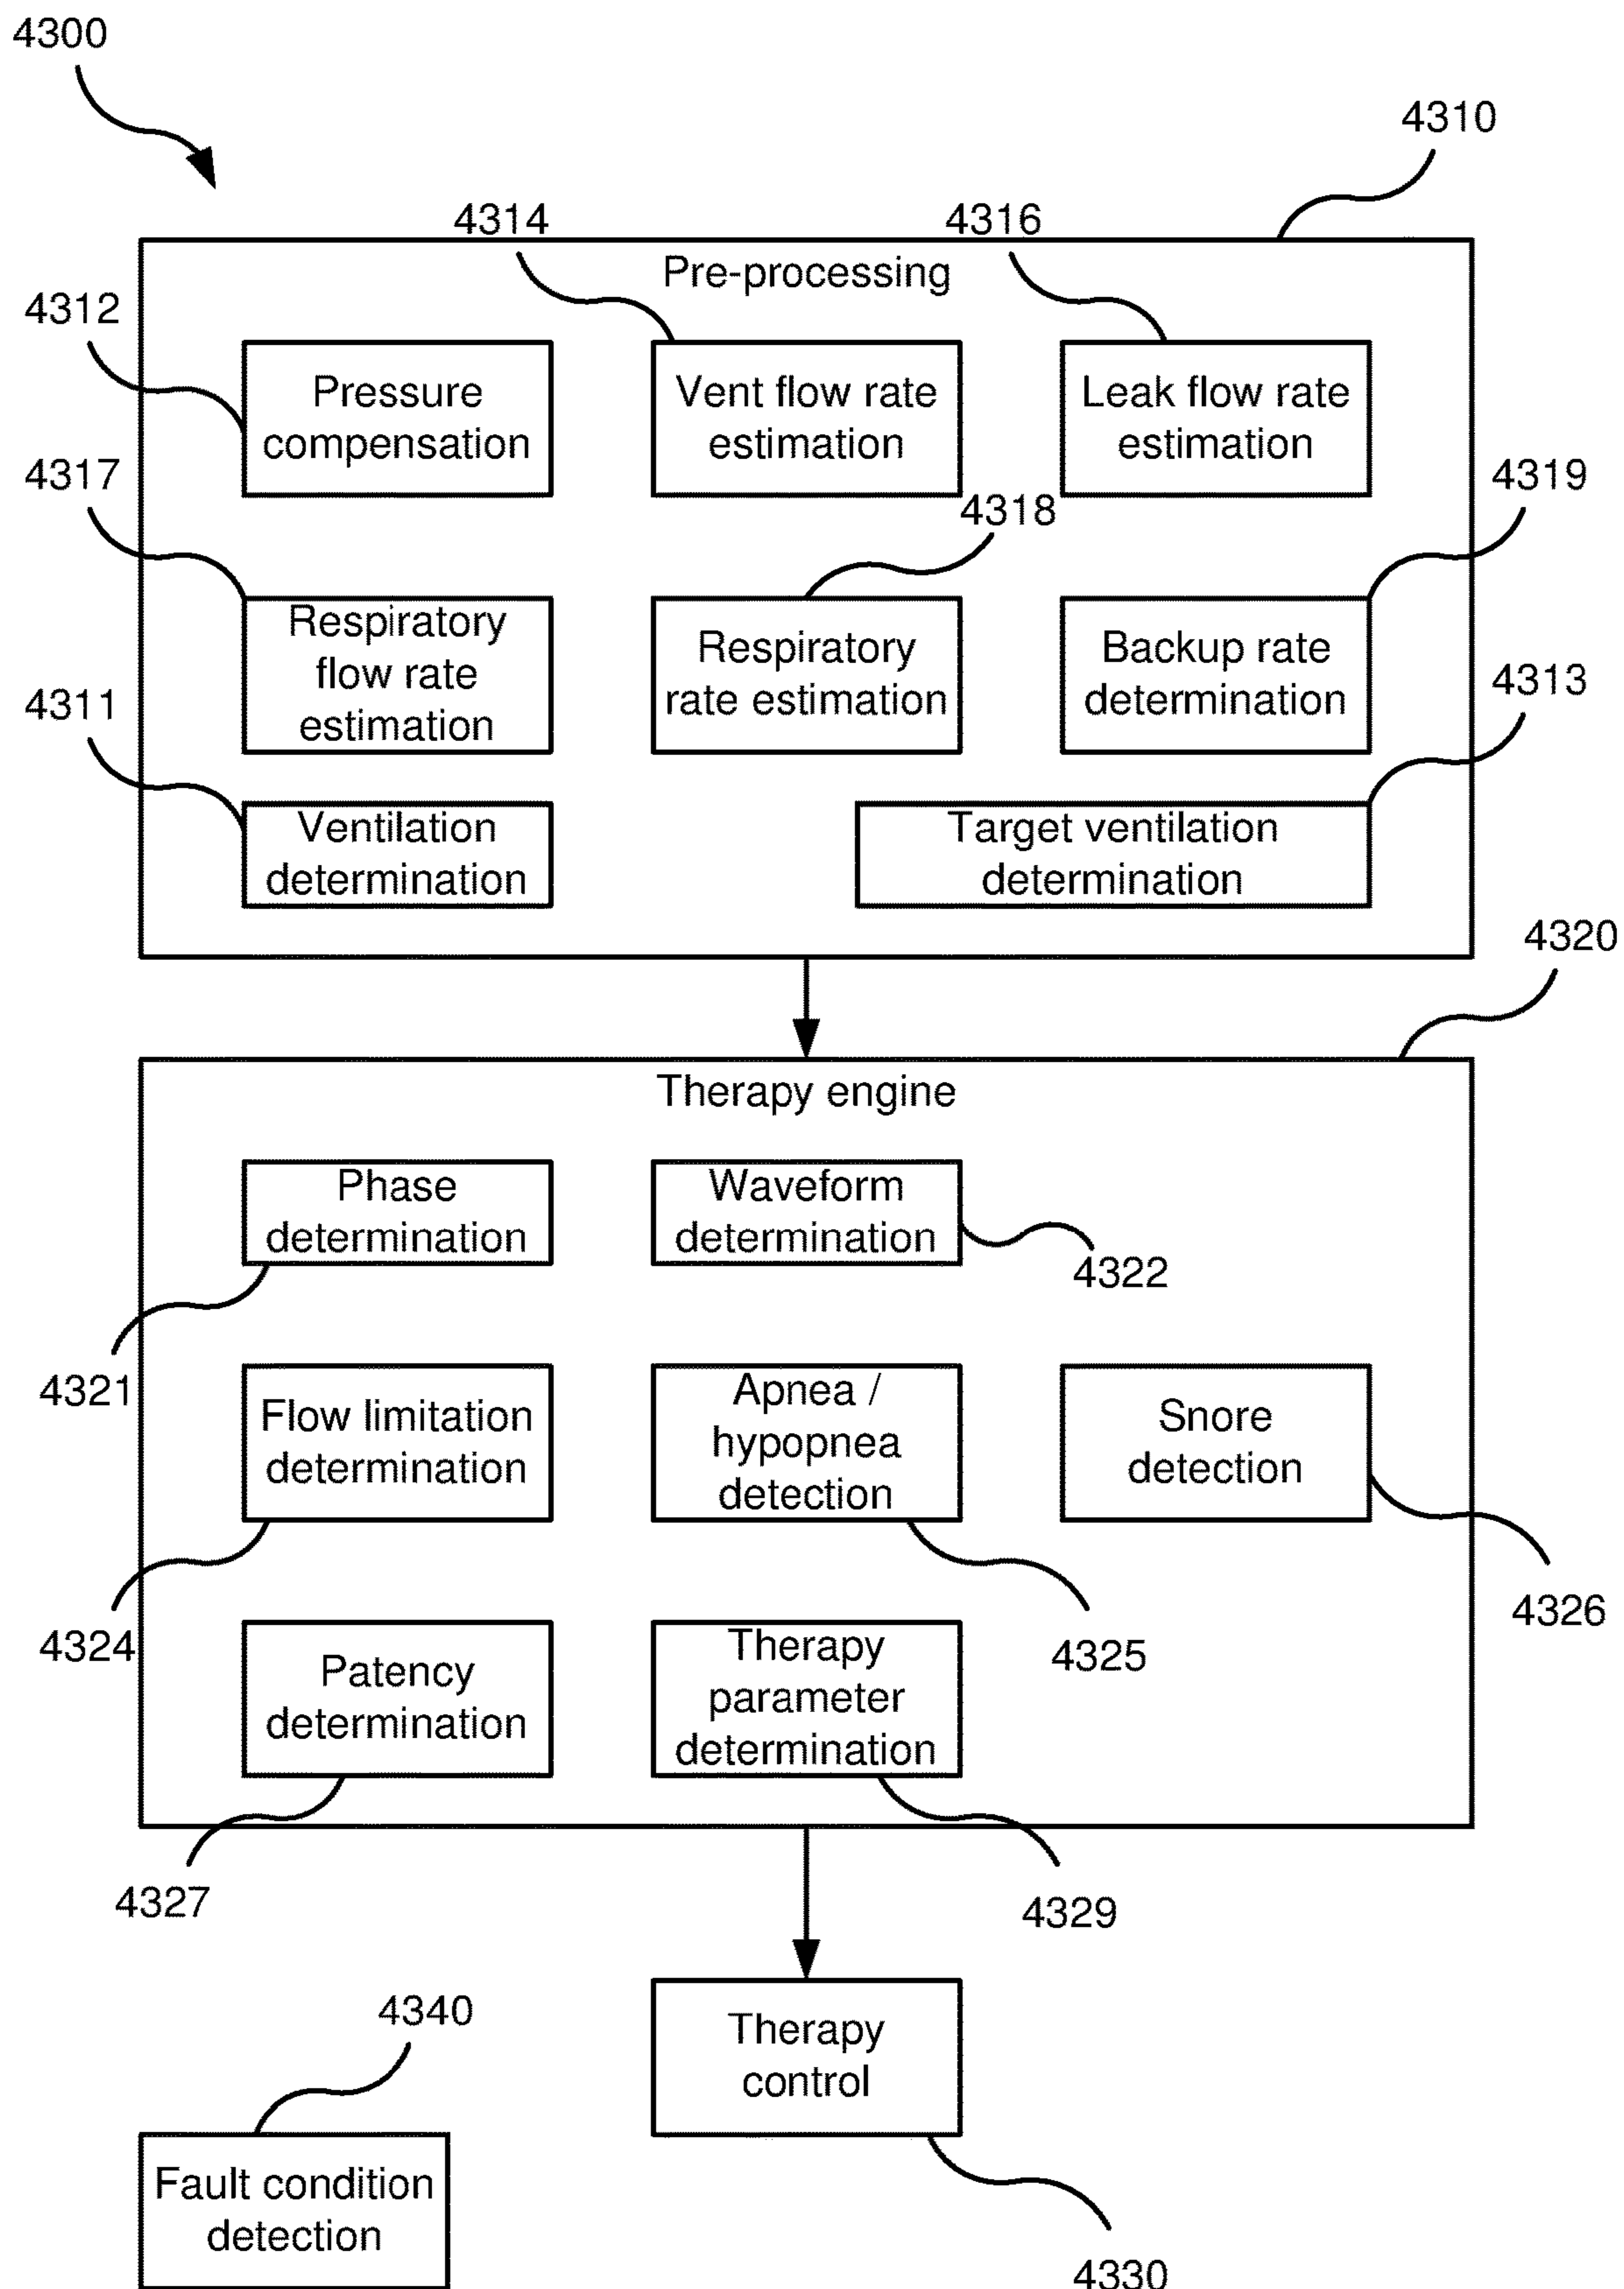 4300
4310
4314
4316
Pre-processing
4312
Pressure
compensation
Vent flow rate
estimation
Leak flow rate
estimation
4317
4318
4319
Respiratory
flow rate
estimation
Respiratory
rate estimation
Backup rate
determination
4311
4313
Ventilation
determination
Target ventilation
determination
4320
Therapy engine
Phase
determination
Waveform
determination
4322
4321
Flow limitation
determination
Apnea /
hypopnea
detection
Snore
detection
4324
4325
4326
Patency
determination
Therapy
parameter
determination
4327
4329
4340
Therapy
control
Fault condition
detection
4330